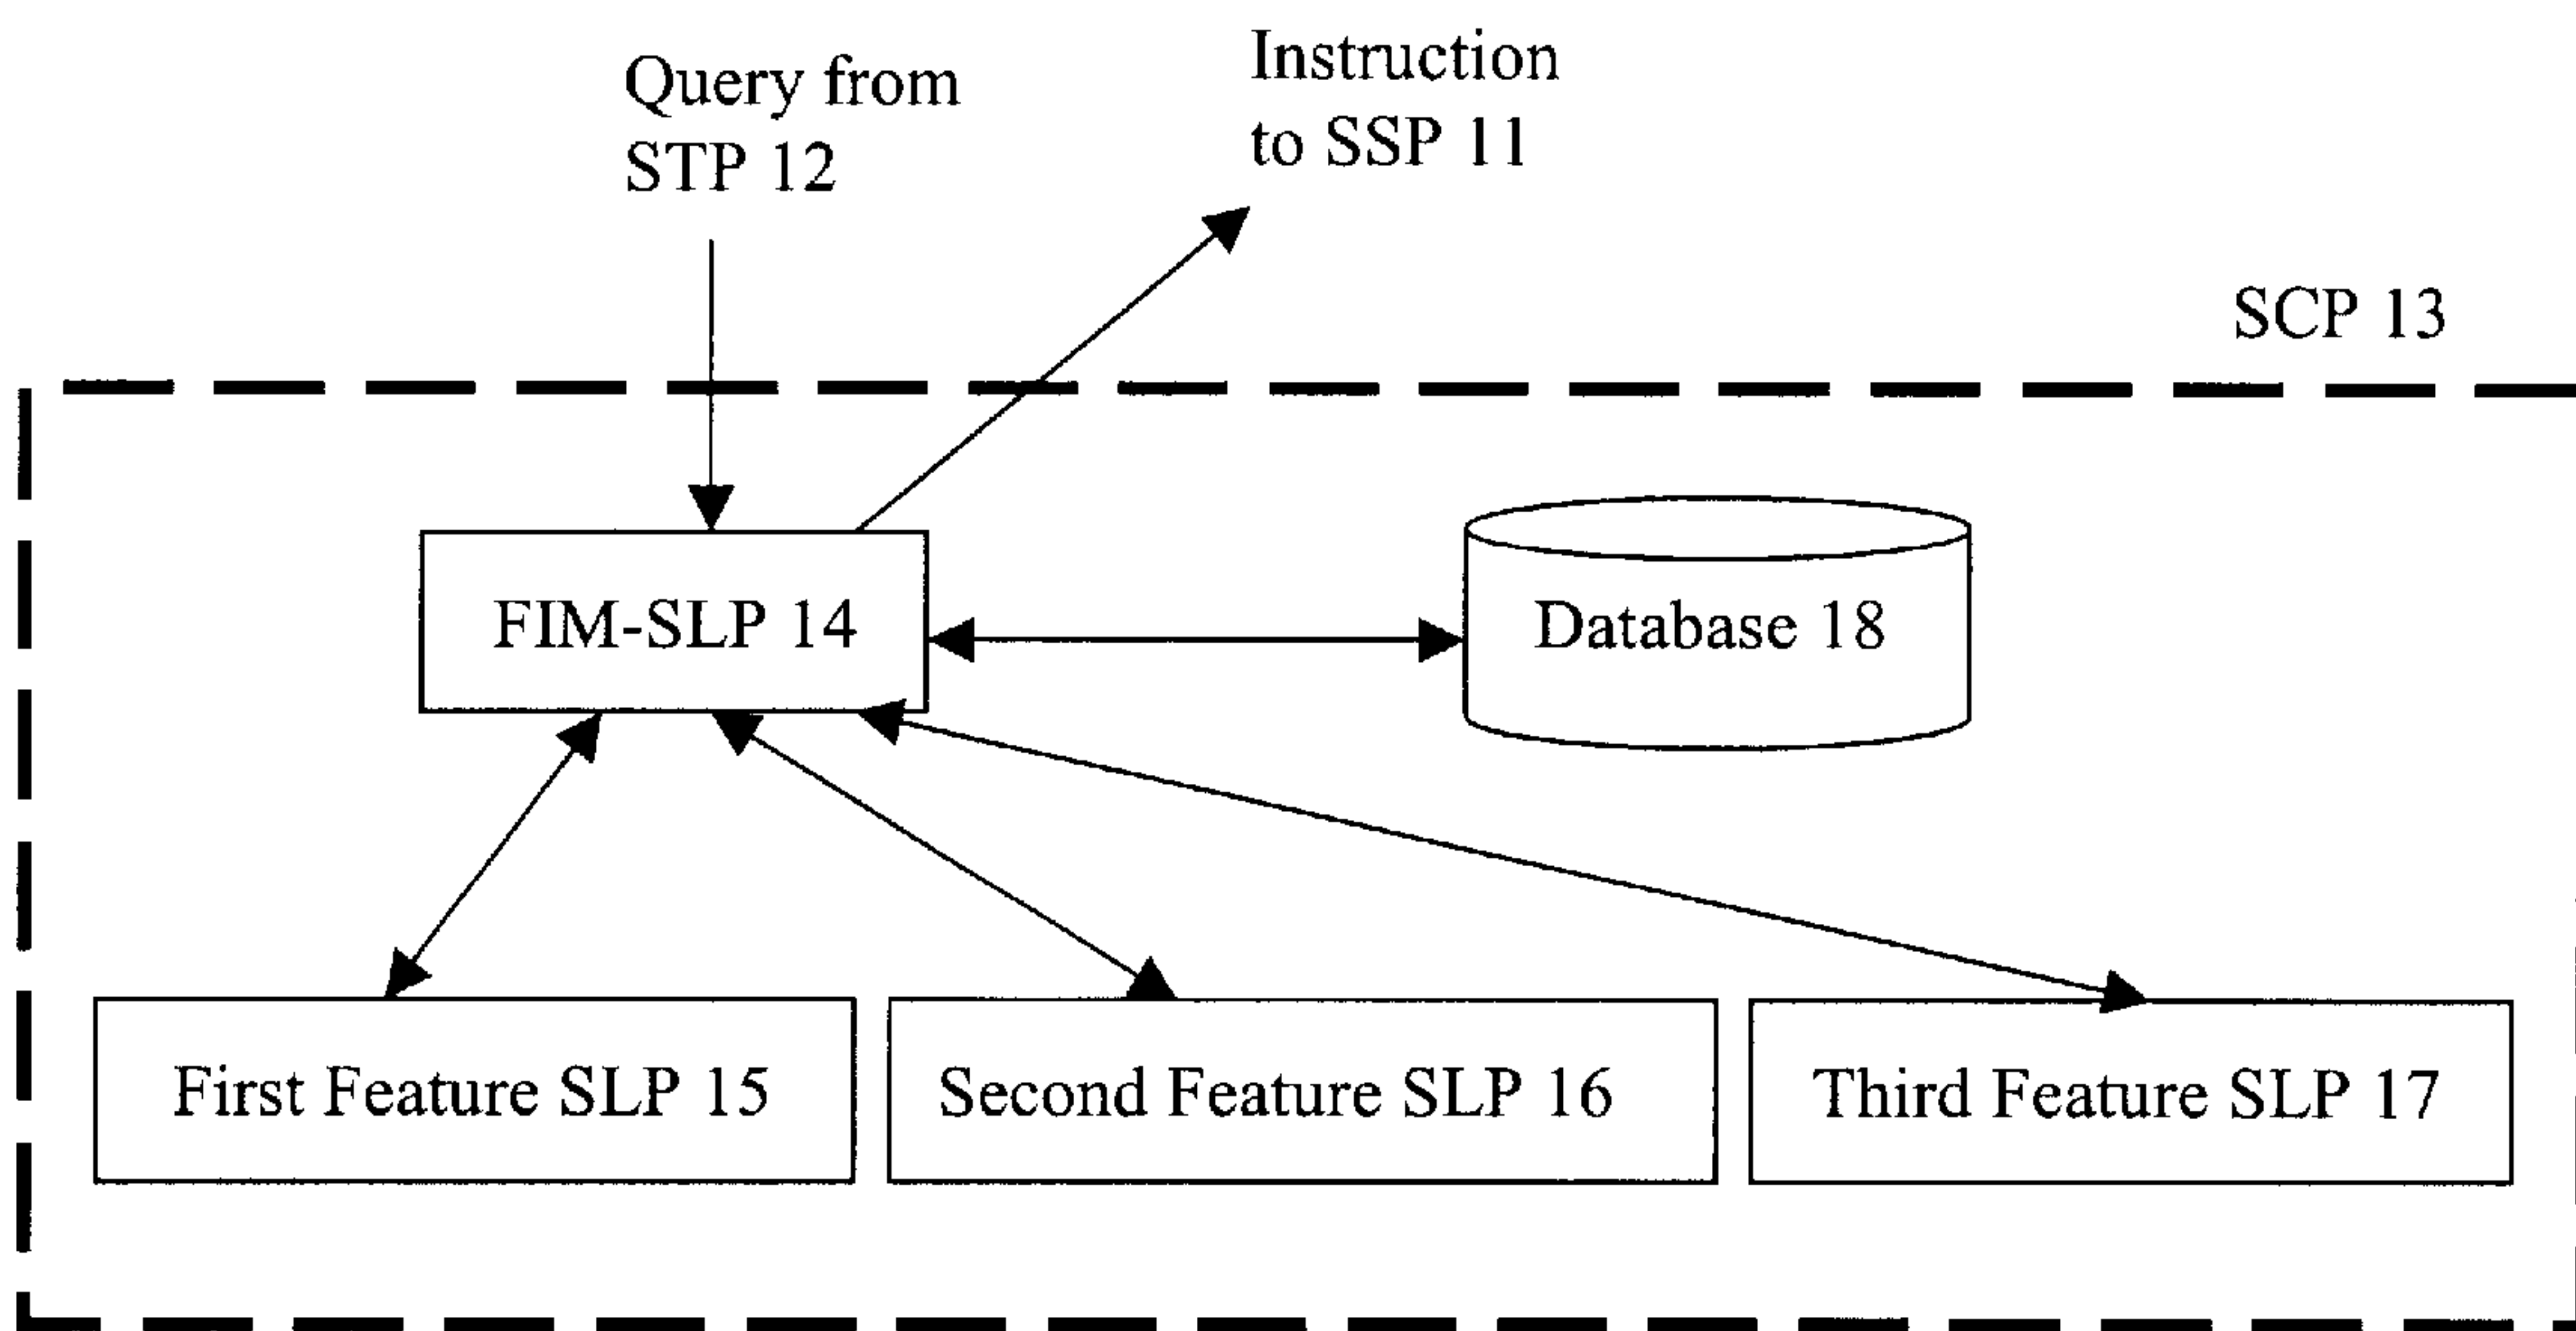 Query from
STP 12
Instruction
to SSP 11
SCP 13
FIM-SLP 14
Database 18
First Feature SLP 15
Second Feature SLP 16
Third Feature SLP 17